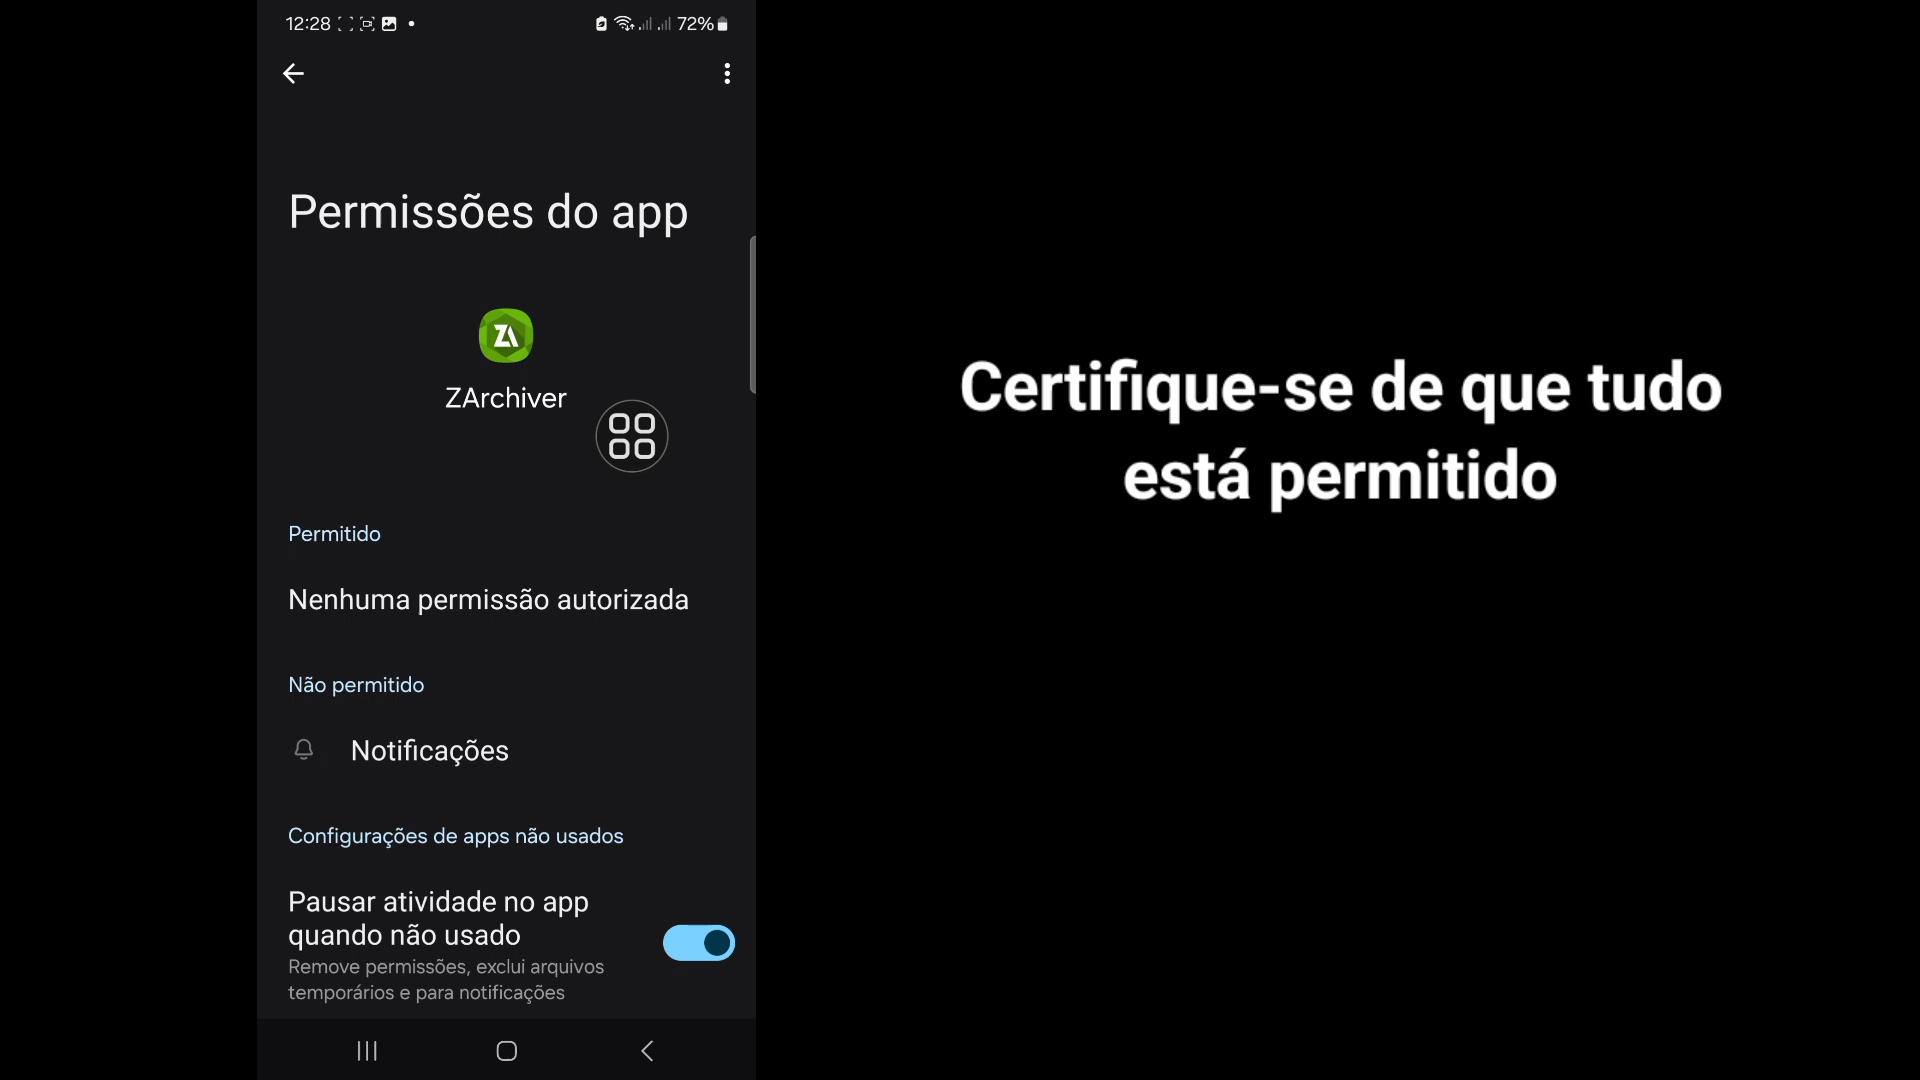 12:28
72%
Permissões do app
ZA
ZArchiver
Permitido
Nenhuma permissão autorizada
Não permitido
Notificações
Configurações de apps não usados
Pausar atividade no app
quando não usado
Remove permissões, exclui arquivos
temporários e para notificações
Certifique-se de que tudo
está permitido